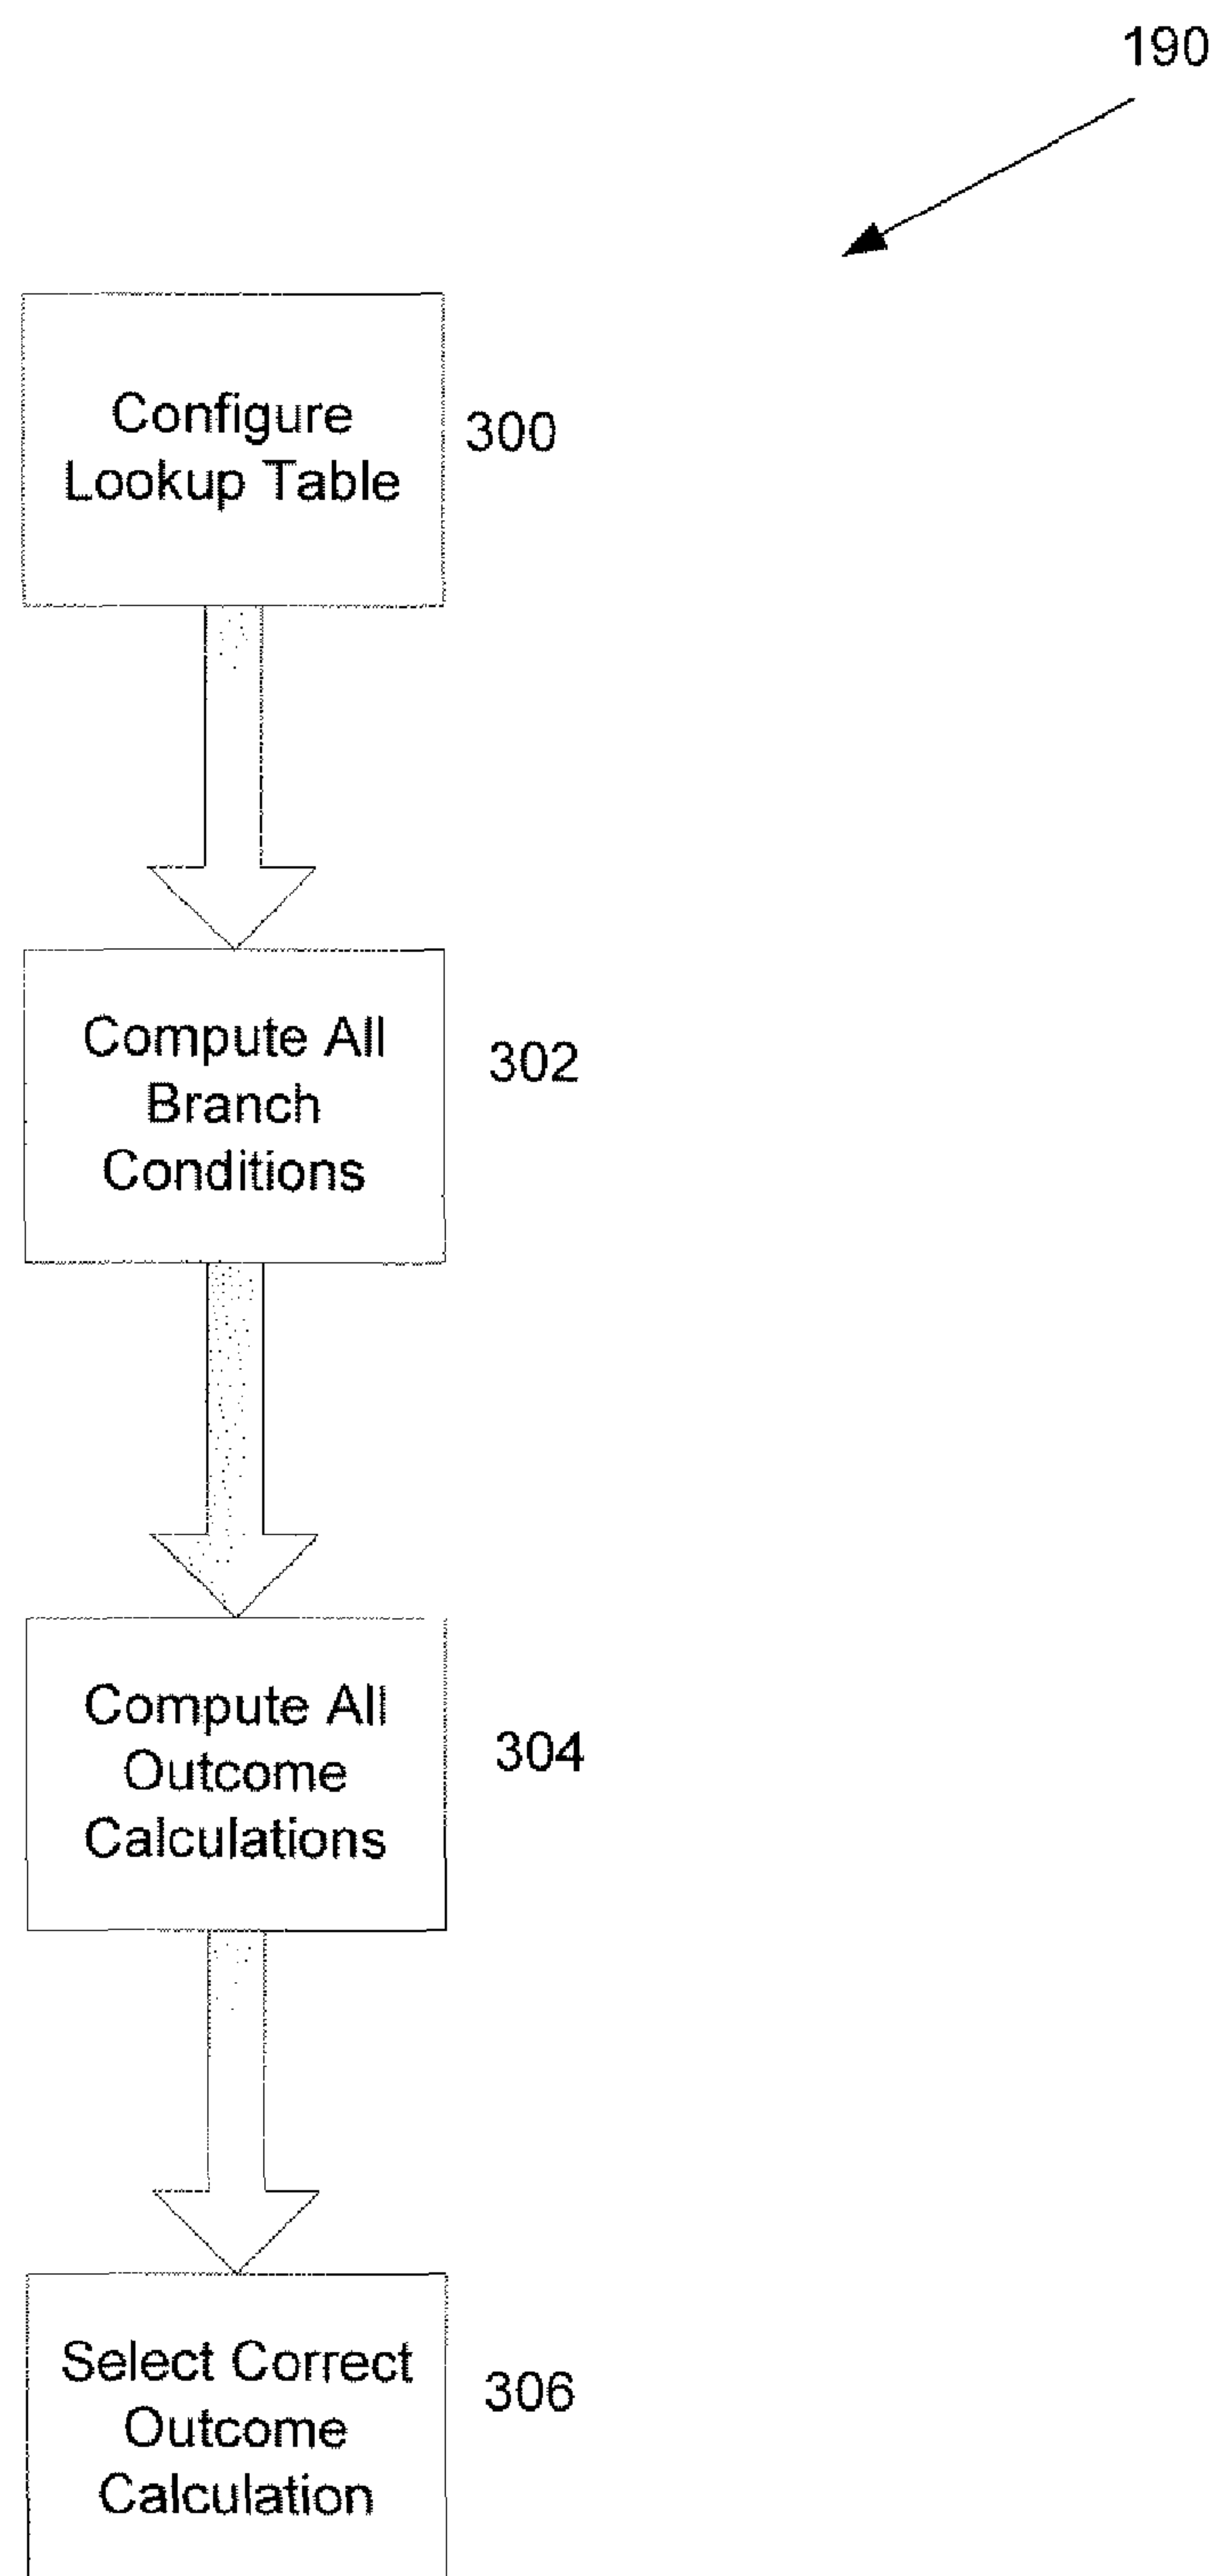 190
Configure
Lookup Table
300
Compute All
Branch
Conditions
302
Compute All
Outcome
Calculations
304
Select Correct
Outcome
Calculation
306